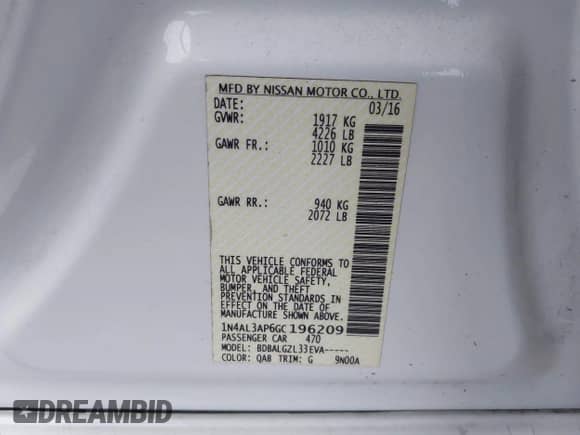 MFD BY NISSAN MOTOR CO., LTD.
DATE: 03/16
GVWR: 1917 KG
4226 LB
GAWR FR.: 1010 KG
2227 LB
GAWR RR.: 940 KG
2072 LB
THIS VEHICLE CONFORMS TO
ALL APPLICABLE FEDERAL
MOTOR VEHICLE SAFETY,
BUMPER, AND THEFT
PREVENTION STANDARDS IN
EFFECT ON THE DATE OF
MANUFACTURE SHOWN ABOVE.
1N4AL3AP6GC196209
PASSENGER CAR 470
MODEL: BDBALGZL33EVA-----
COLOR: QAB TRIM: G 9N00A
DREAMBID